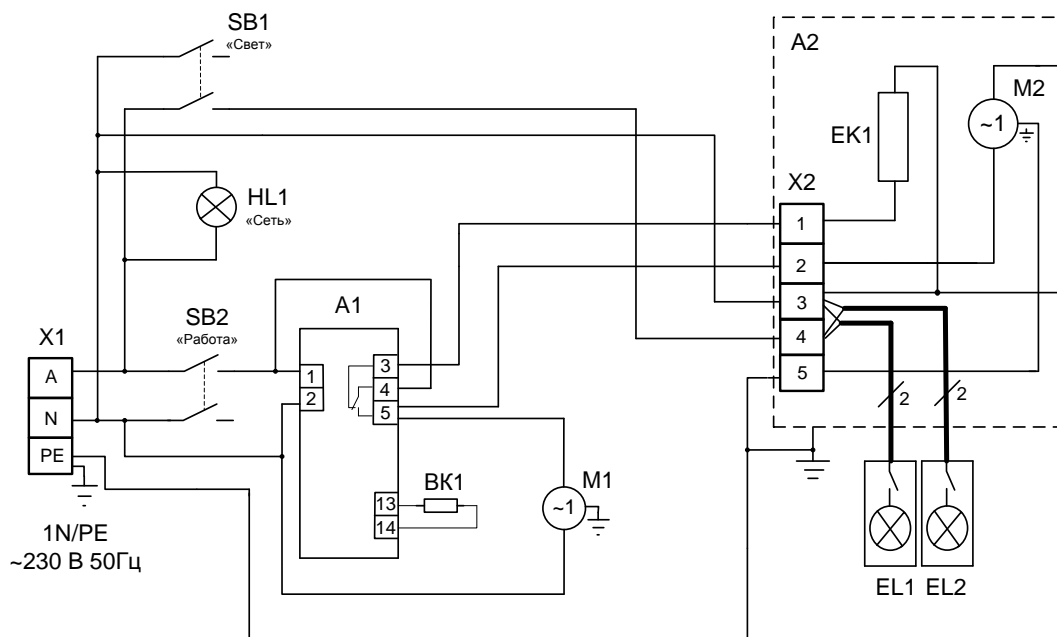 SB1
«Свет»
A2
M2
~1
EK1
X2
HL1
«Сеть»
1
2
3
4
5
A1
SB2
«Работа»
X1
A
N
PE
1
2
3
4
5
13
14
ВК1
M1
~1
2
2
1N/PE
~230 В 50Гц
EL1 EL2